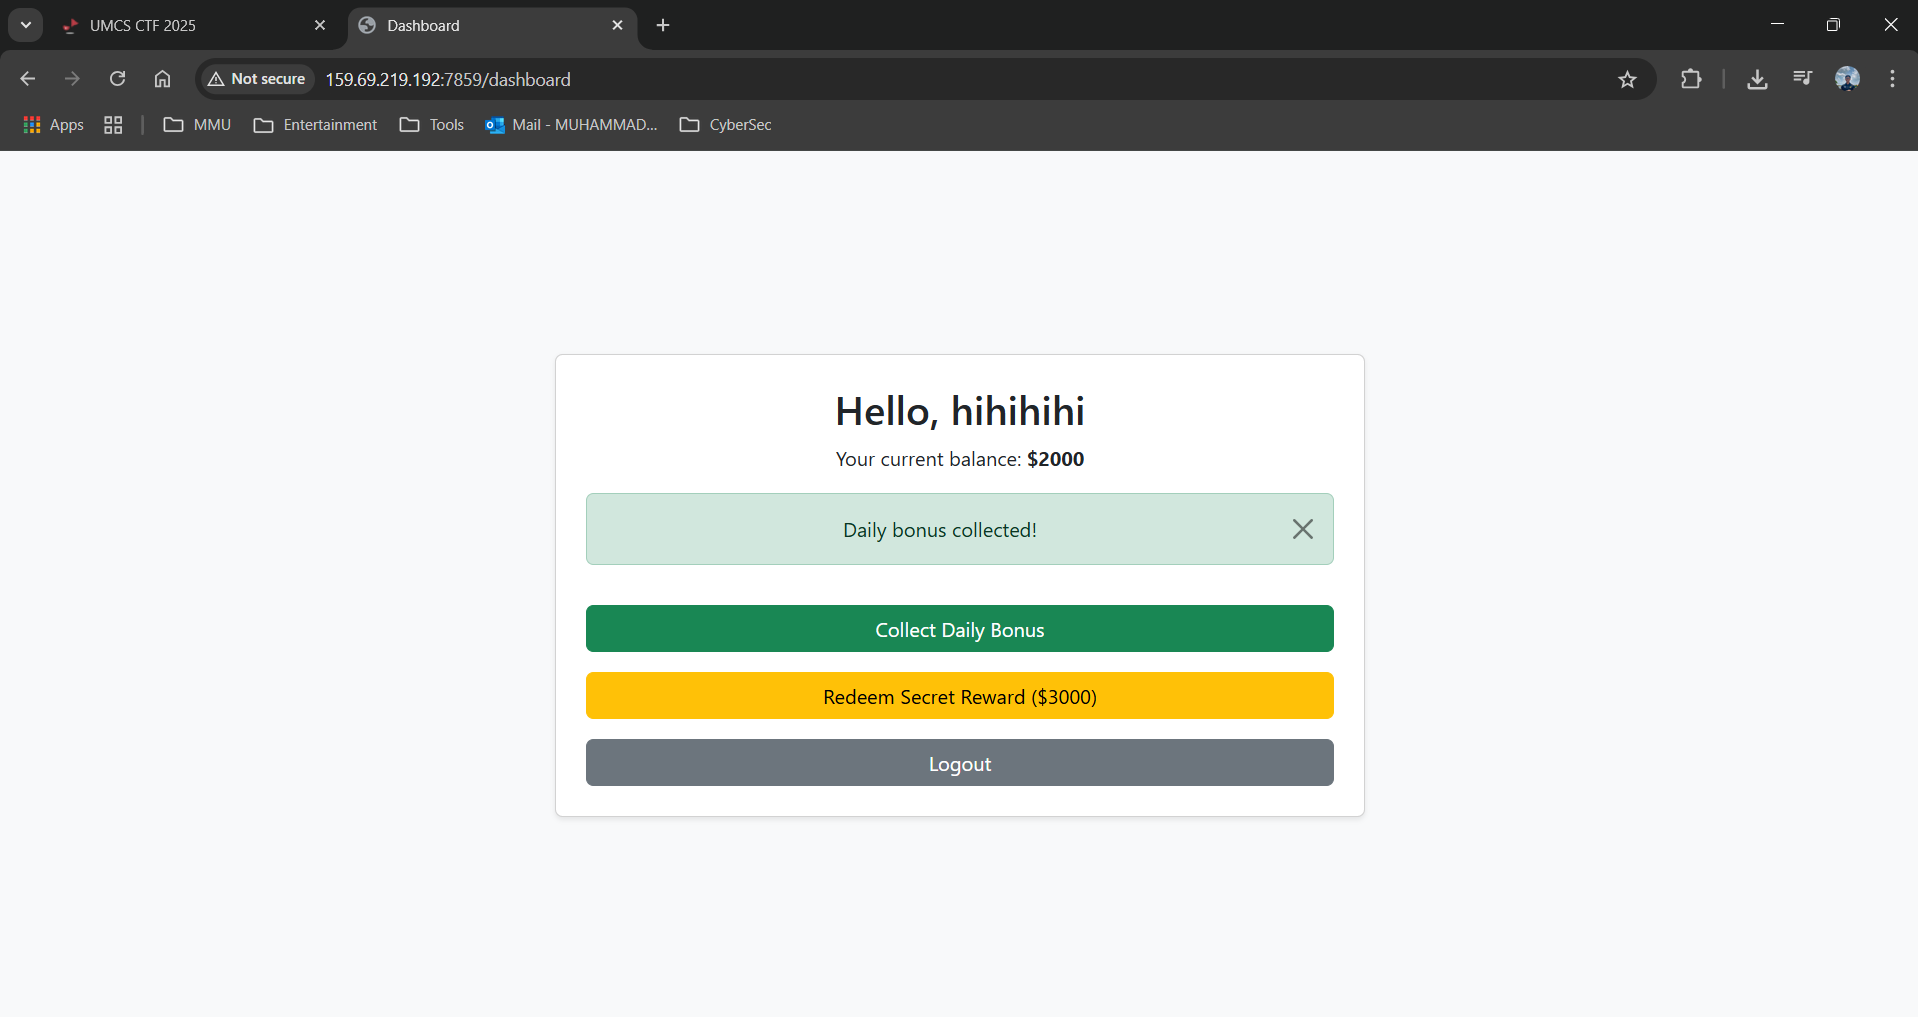 UMCS CTF 2025
Dashboard
Not secure
159.69.219.192:7859/dashboard
Apps
MMU
Entertainment
Tools
Mail - MUHAMMAD...
CyberSec
Hello, hihihihi
Your current balance: $2000
Daily bonus collected!
Collect Daily Bonus
Redeem Secret Reward ($3000)
Logout